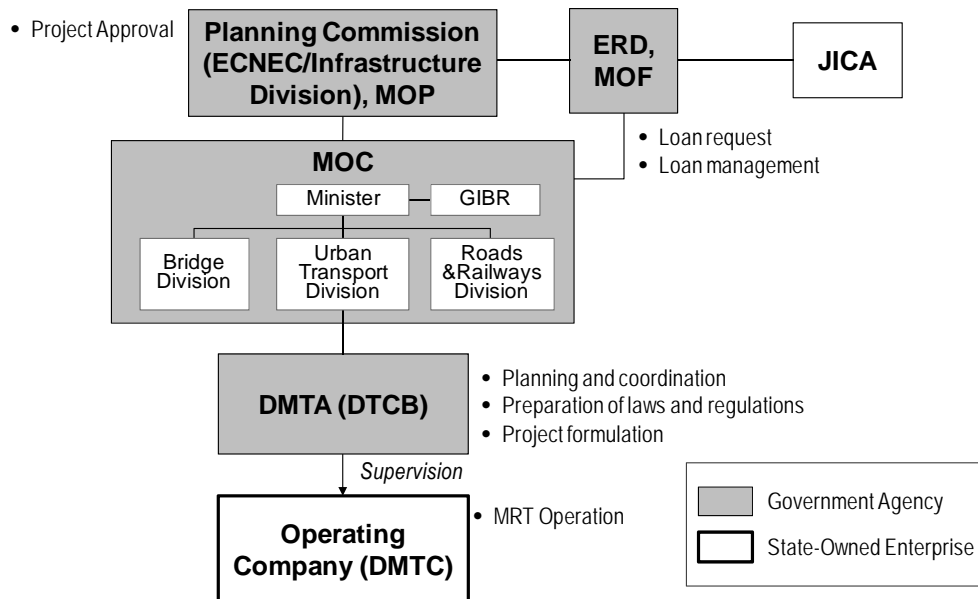 • Project Approval
Planning Commission
(ECNEC/Infrastructure
Division), MOP
ERD,
MOF
JICA
• Loan request
• Loan management
MOC
Minister
GIBR
Bridge
Division
Urban
Transport
Division
Roads
&Railways
Division
DMTA (DTCB)
• Planning and coordination
• Preparation of laws and regulations
• Project formulation
Supervision
Operating
Company (DMTC)
• MRT Operation
Government Agency
State-Owned Enterprise